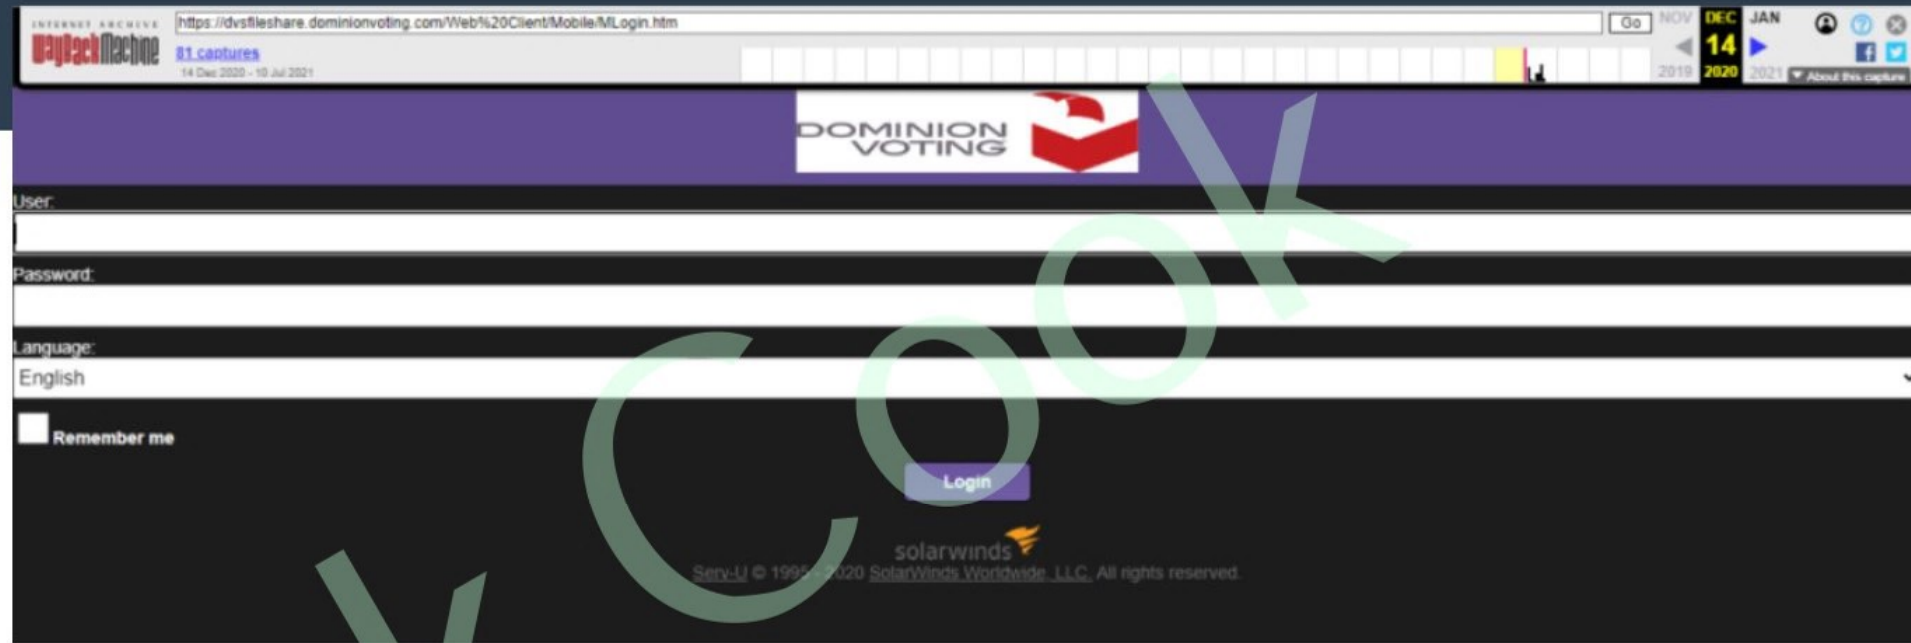 INTERNET ARCHIVE
WayBackMachine
https://dvsfileshare.dominionvoting.com/Web%20Client/Mobile/MLogin.htm
Go
NOV DEC JAN
81 captures
14
14 Dec 2020 - 10 Jul 2021
2019 2020 2021
About this capture
DOMINION
VOTING
User:
Password:
Language:
English
Remember me
Login
solarwinds
Serv-U © 1995 - 2020 SolarWinds Worldwide, LLC. All rights reserved.
k Cook